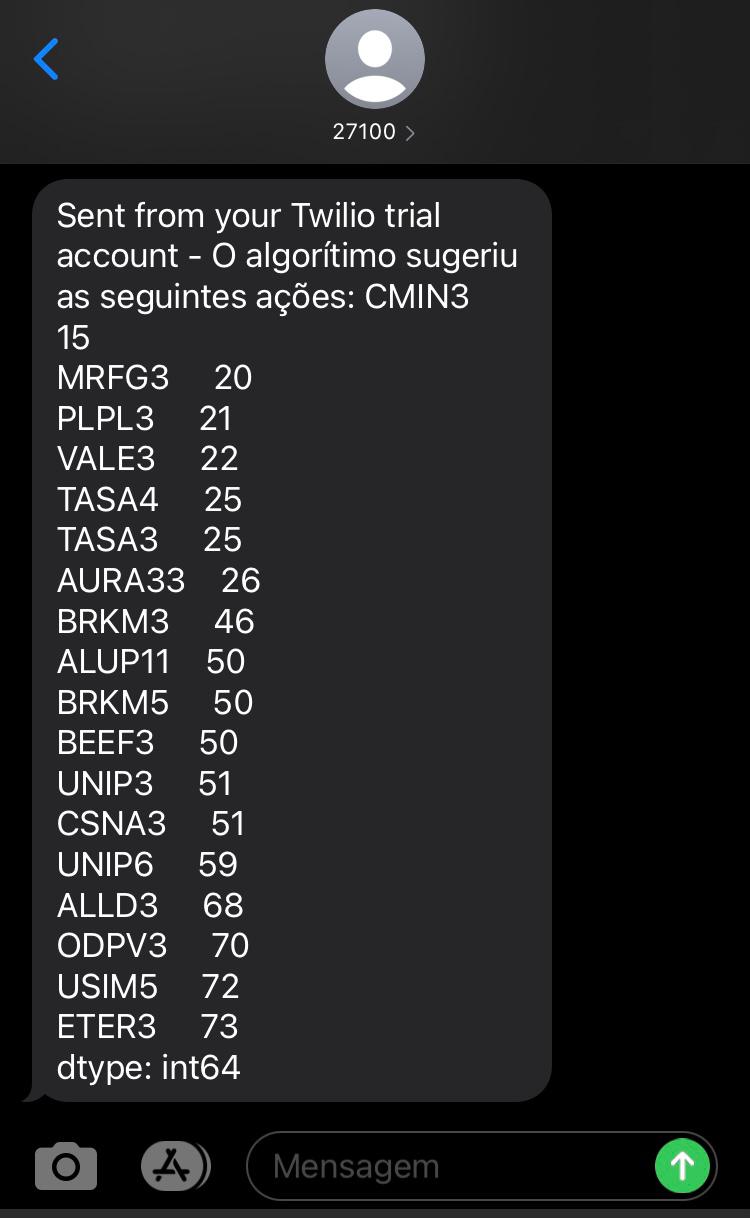 27100
Sent from your Twilio trial
account - O algorítimo sugeriu
as seguintes ações: CMIN3
15
MRFG3 20
PLPL3 21
VALE3 22
TASA4 25
TASA3 25
AURA33 26
BRKM3 46
ALUP11 50
BRKM5 50
BEEF3 50
UNIP3 51
CSNA3 51
UNIP6 59
ALLD3 68
ODPV3 70
USIM5 72
ETER3 73
dtype: int64
Mensagem